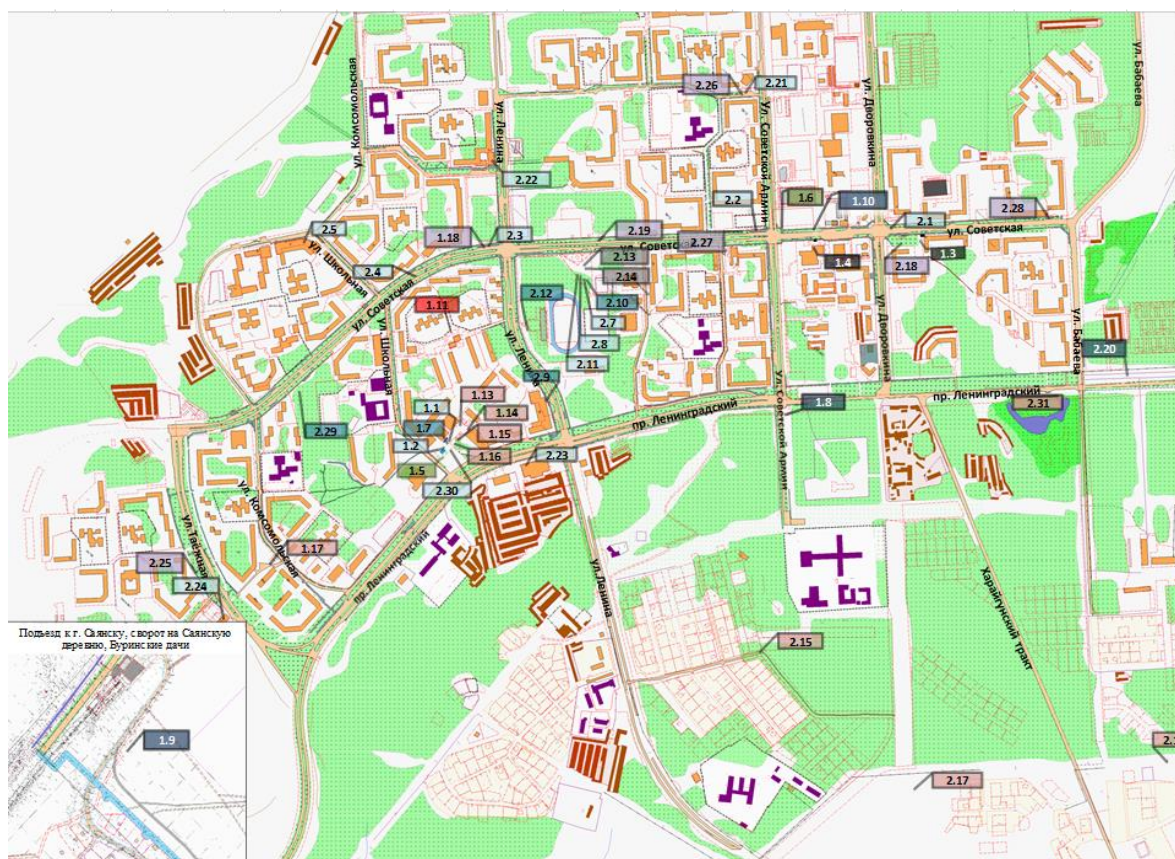 ул. Комсомольская
ул. Ленина
2.26
2.21
ул. Советской Армии
ул. Дворовкина
ул. Бабаева
2.22
2.2
1.6
1.10
2.1
2.28
2.5
1.18
2.3
2.19
ул. Советская
2.27
ул. Советская
2.13
2.18
1.3
1.4
ул. Школьная
2.4
2.14
1.11
ул. Советская
2.12
2.10
2.7
2.8
2.11
ул. Школьная
ул. Ленина
ул. Дворовкина
ул. Бабаева
2.20
2.9
1.13
1.1
1.14
1.7
1.15
1.2
1.16
2.29
пр. Ленинградский
ул. Советской Армии
1.8
пр. Ленинградский
2.31
2.23
1.5
2.30
ул. Комсомольская
ул. Таежная
1.17
2.25
2.24
пр. Ленинградский
ул. Ленина
Харайгунский тракт
Подъезд к г. Саянску, сворот на Саянскую
деревню, Буринские дачи
2.15
1.9
2.17